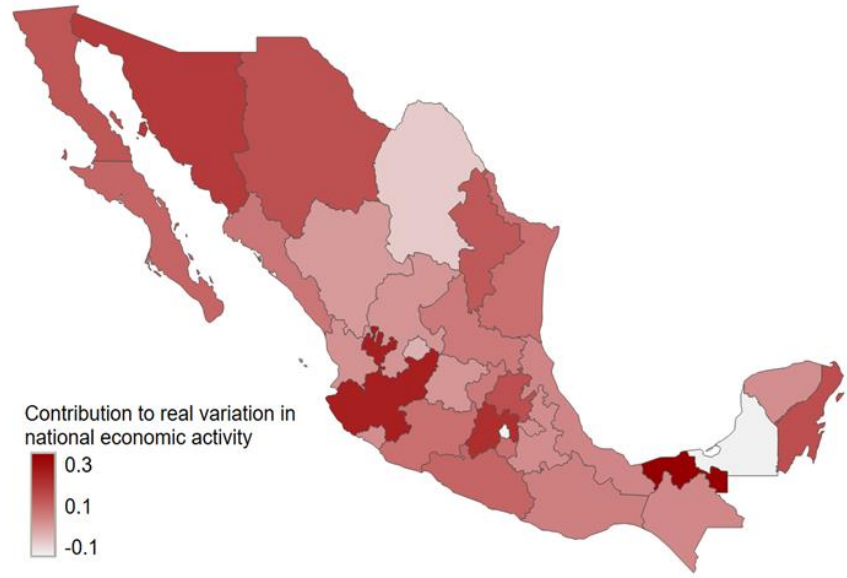 Contribution to real variation in
national economic activity
0.3
0.1
-0.1